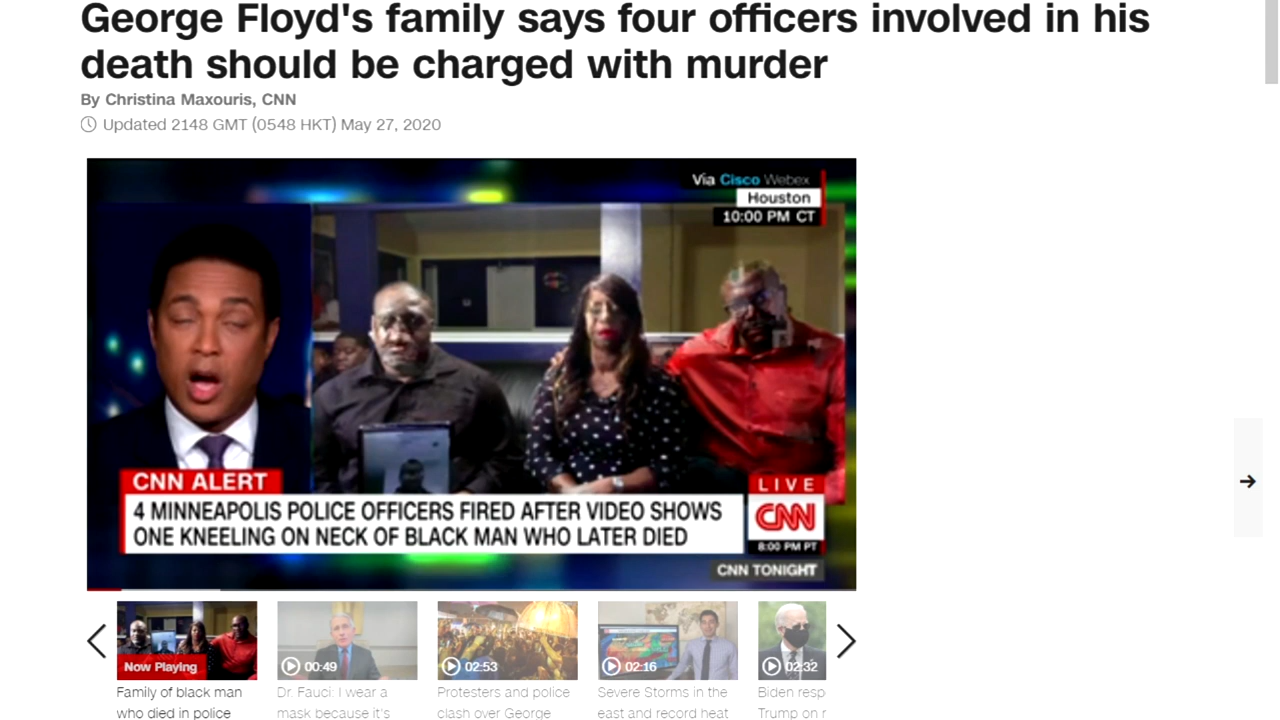 George Floyd's family says four officers involved in his
death should be charged with murder
By Christina Maxouris, CNN
Updated 2148 GMT (0548 HKT) May 27, 2020
Via Cisco Webex
Houston
10:00 PM CT
CNN ALERT
4 MINNEAPOLIS POLICE OFFICERS FIRED AFTER VIDEO SHOWS
ONE KNEELING ON NECK OF BLACK MAN WHO LATER DIED
LIVE
CNN
8:00 PM PT
CNN TONIGHT
Now Playing
00:49
02:53
02:16
02:32
Family of black man
who died in police
Dr. Fauci: I wear a
mask because it's
Protesters and police
clash over George
Severe Storms in the
east and record heat
Biden resp
Trump on r